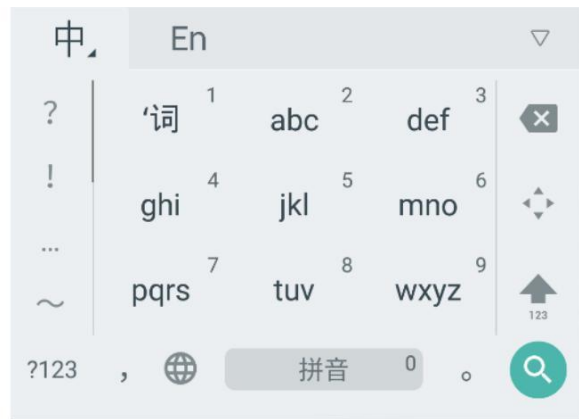 中 En
? '词 1 abc 2 def 3
! ghi 4 jkl 5 mno 6
… pqrs 7 tuv 8 wxyz 9
～ 123
?123 , 拼音 0 。